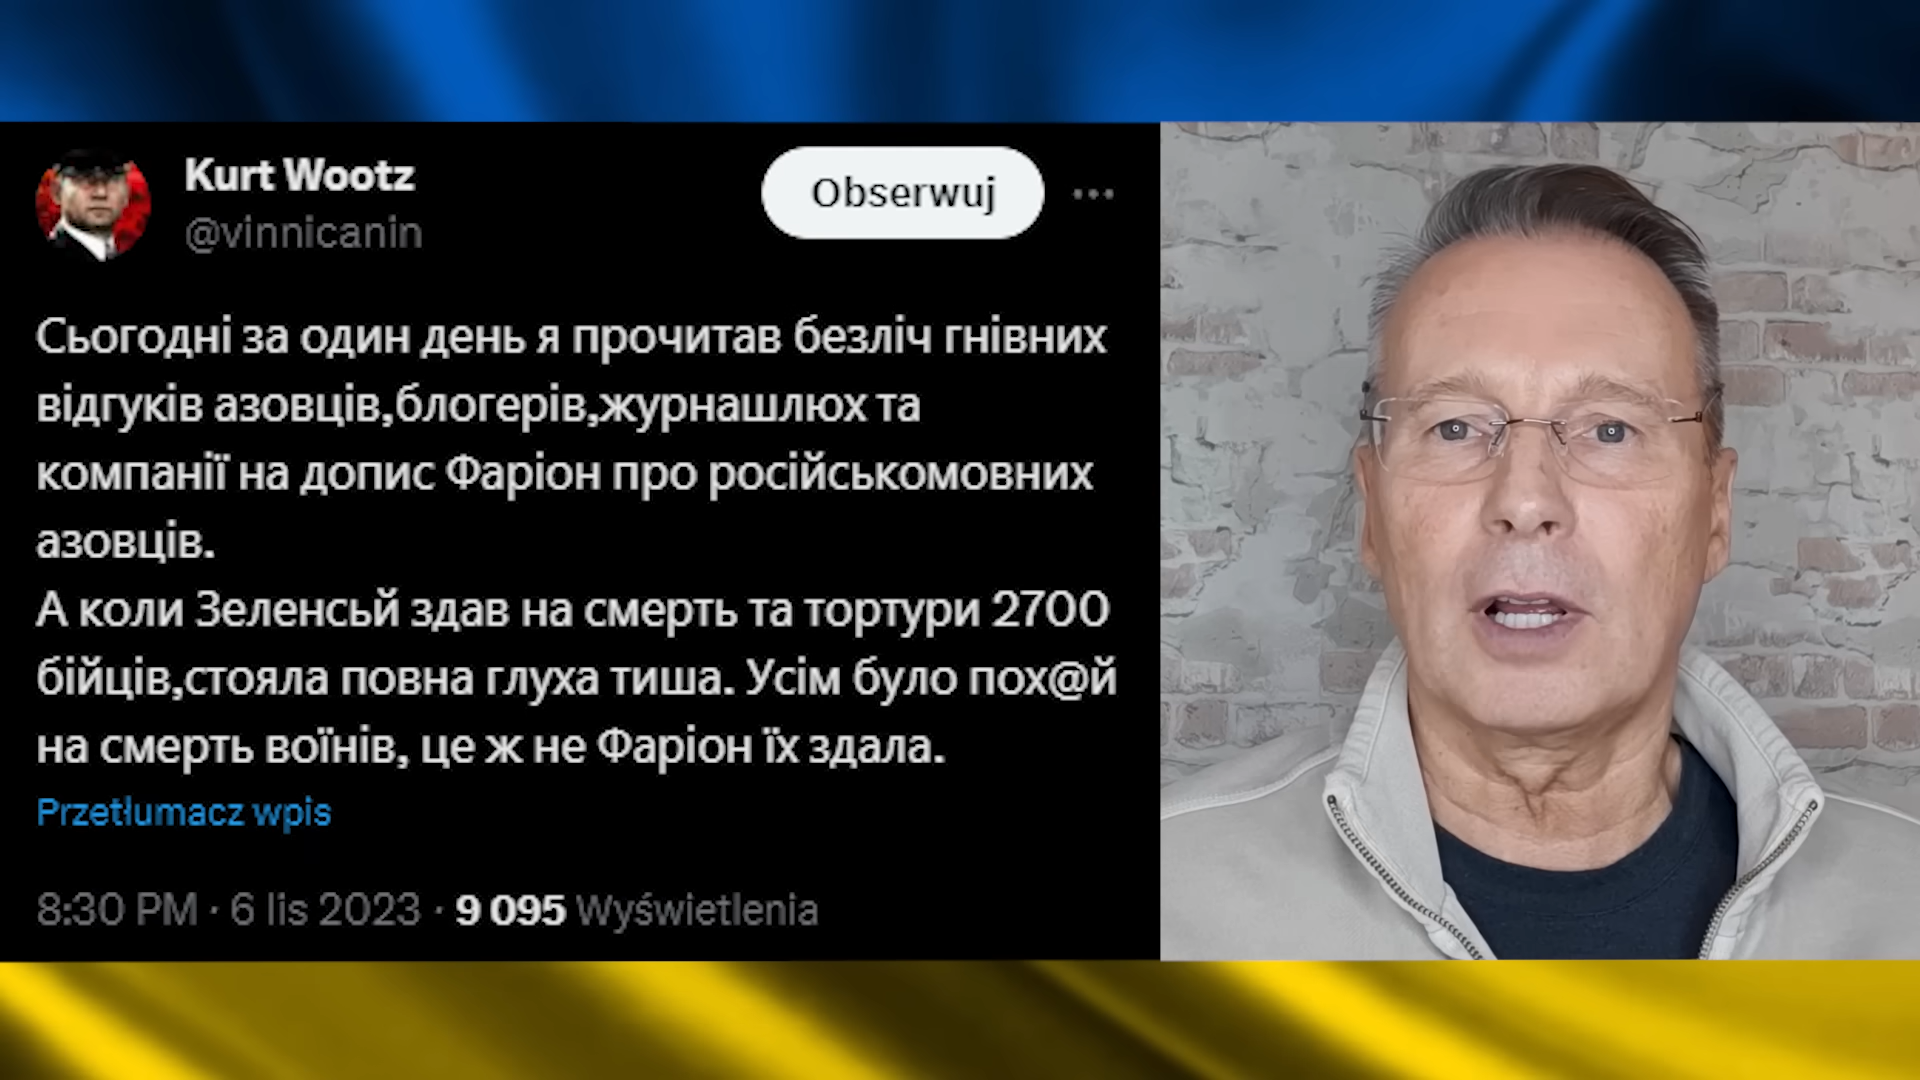 Kurt Wootz
@vinnicanin
Obserwuj
Сьогодні за один день я прочитав безліч гнівних
відгуків азовців,блогерів,журнашлюх та
компанії на допис Фаріон про російськомовних
азовців.
А коли Зеленсьй здав на смерть та тортури 2700
бійців,стояла повна глуха тиша. Усім було пох@й
на смерть воїнів, це ж не Фаріон їх здала.
Przetłumacz wpis
8:30 PM · 6 lis 2023 · 9 095 Wyświetlenia